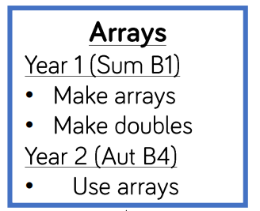 Arrays
Year 1 (Sum B1)
• Make arrays
• Make doubles
Year 2 (Aut B4)
• Use arrays